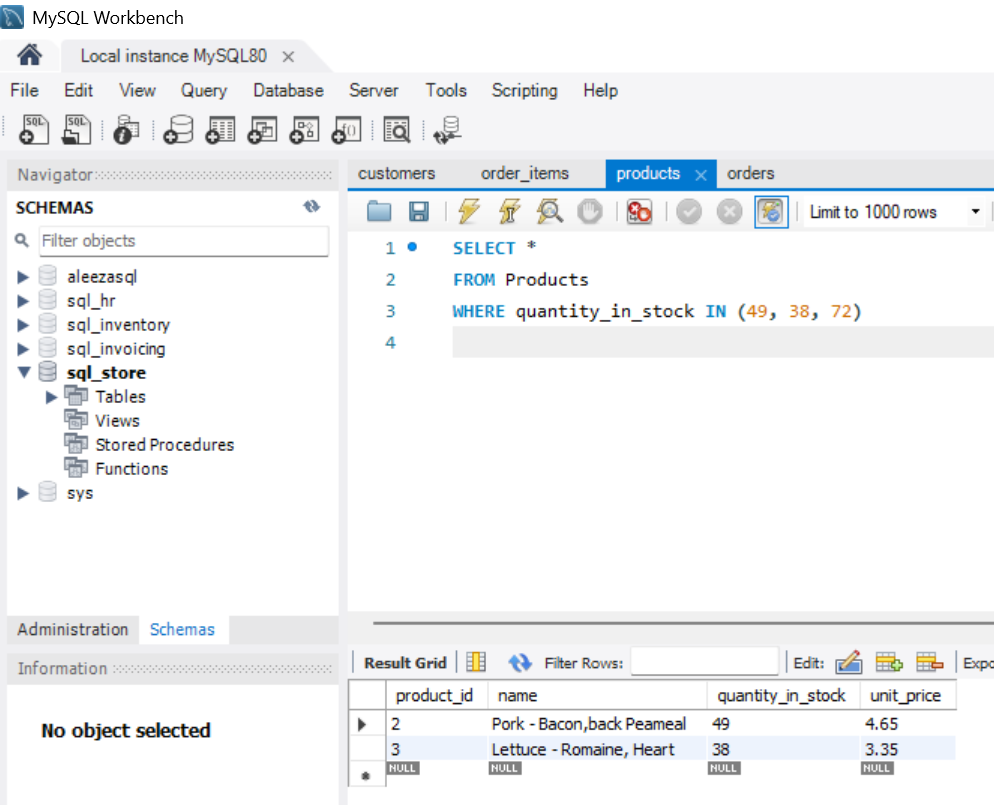 MySQL Workbench
Local instance MySQL80
File Edit View Query Database Server Tools Scripting Help
Navigator
SCHEMAS
Filter objects
aleezasql
sql_hr
sql_inventory
sql_invoicing
sql_store
Tables
Views
Stored Procedures
Functions
sys
Administration Schemas
Information
No object selected
customers order_items products orders
Limit to 1000 rows
1 SELECT *
2 FROM Products
3 WHERE quantity_in_stock IN (49, 38, 72)
4
Result Grid Filter Rows: Edit: Expo
product_id name quantity_in_stock unit_price
2 Pork - Bacon,back Peameal 49 4.65
3 Lettuce - Romaine, Heart 38 3.35
NULL NULL NULL NULL